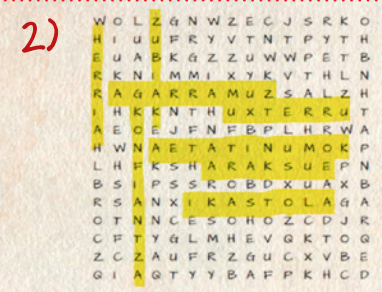 2)
W O L Z G N W Z E C J S R K O
H I U U F R Y V T N T P Y T H
E U A B K G Z Z U W W P E T B
R K N I M M I X Y K V T H L N
R A G A R R A M U Z S A L Z H
I H K K N T H U X T E R R U T
A E O E J F N F B P L H R W A
H W N A E T A T I N U M O K P
L H F K S H A R A K S U E P N
B S I P S S R O B D X U A X B
R S A N X I K A S T O L A G A
O T N N C E S O H O Z C D J R
C F T Y G L M H E V Q K T O Q
Z C Z A U F R Z G U C X V B E
Q I A Q T Y Y B A F P K H C D